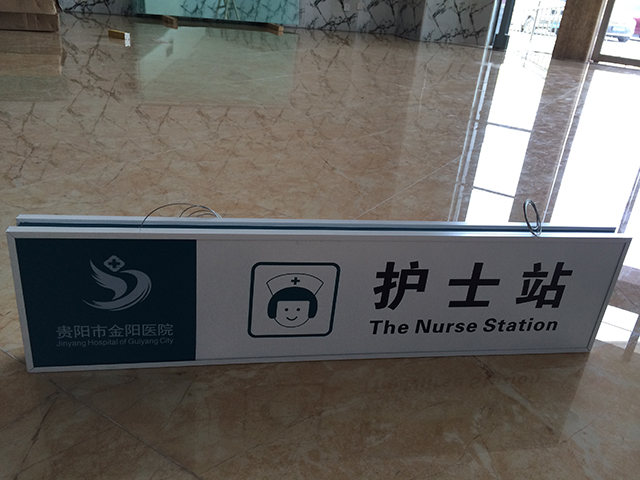 贵阳市金阳医院
Jinyang Hospital of Guiyang City
护士站
The Nurse Station